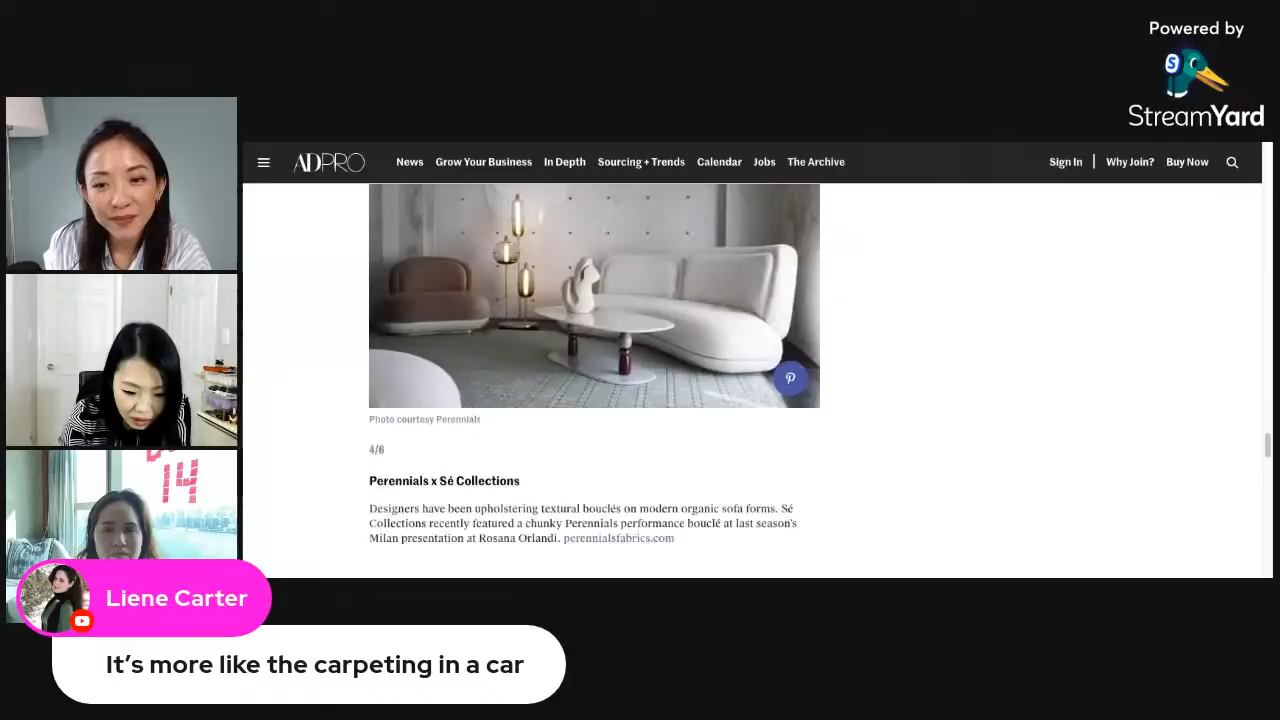 Powered by
StreamYard
ADPRO
News Grow Your Business In Depth Sourcing + Trends Calendar Jobs The Archive
Sign In | Why Join? Buy Now
14
Photo courtesy Perennials
4/6
Perennials x Sé Collections
Designers have been upholstering textural bouclés on modern organic sofa forms. Sé
Collections recently featured a chunky Perennials performance bouclé at last season's
Milan presentation at Rosana Orlandi. perennialsfabrics.com
Liene Carter
It's more like the carpeting in a car